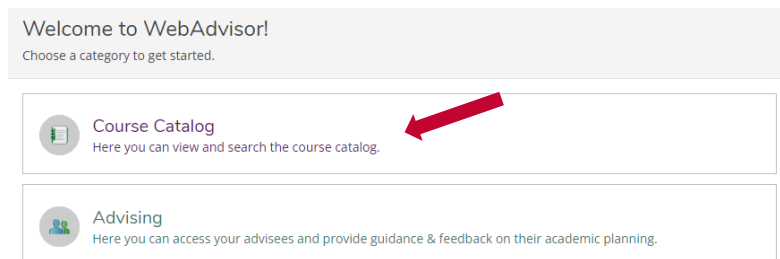 Welcome to WebAdvisor!
Choose a category to get started.
Course Catalog
Here you can view and search the course catalog.
Advising
Here you can access your advisees and provide guidance & feedback on their academic planning.